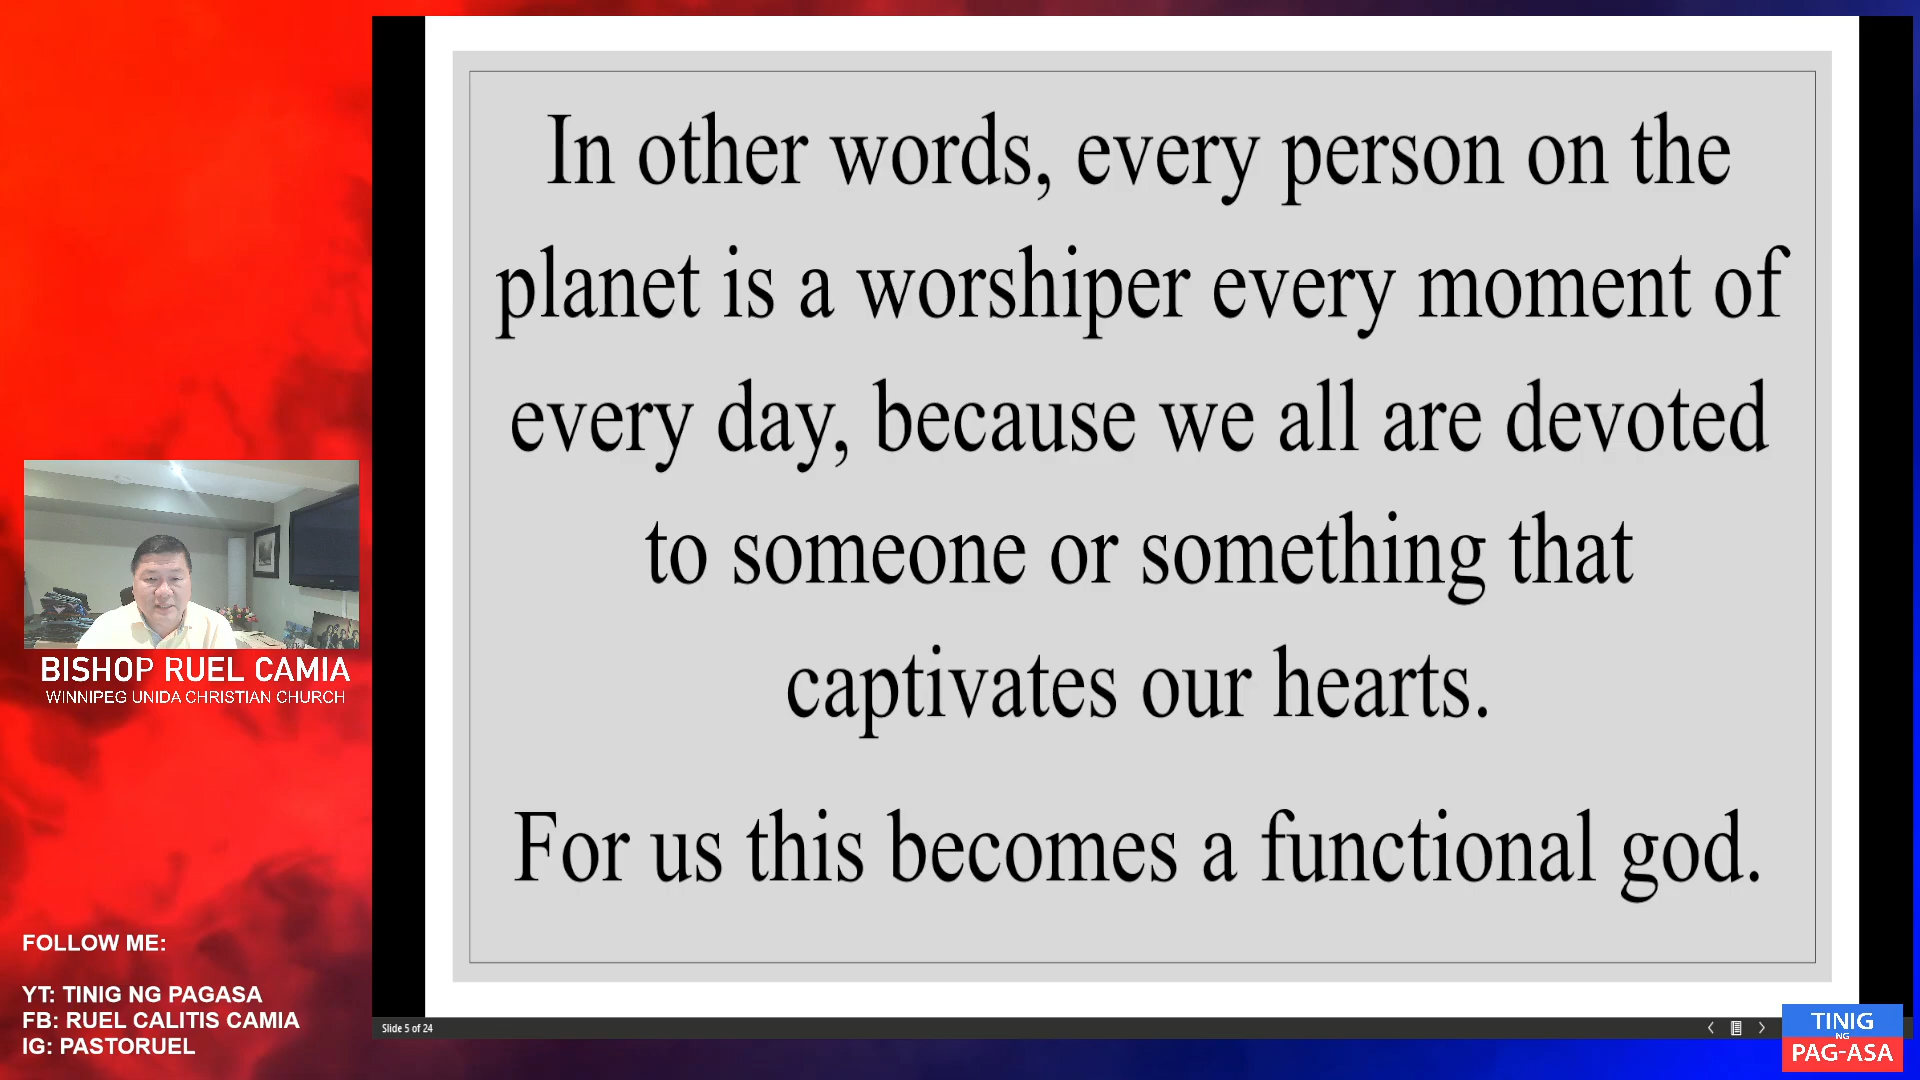 In other words, every person on the
planet is a worshiper every moment of
every day, because we all are devoted
to someone or something that
captivates our hearts.
For us this becomes a functional god.
BISHOP RUEL CAMIA
WINNIPEG UNIDA CHRISTIAN CHURCH
FOLLOW ME:
YT: TINIG NG PAGASA
FB: RUEL CALITIS CAMIA
IG: PASTORUEL
Slide 5 of 24
TINIG
NG
PAG-ASA